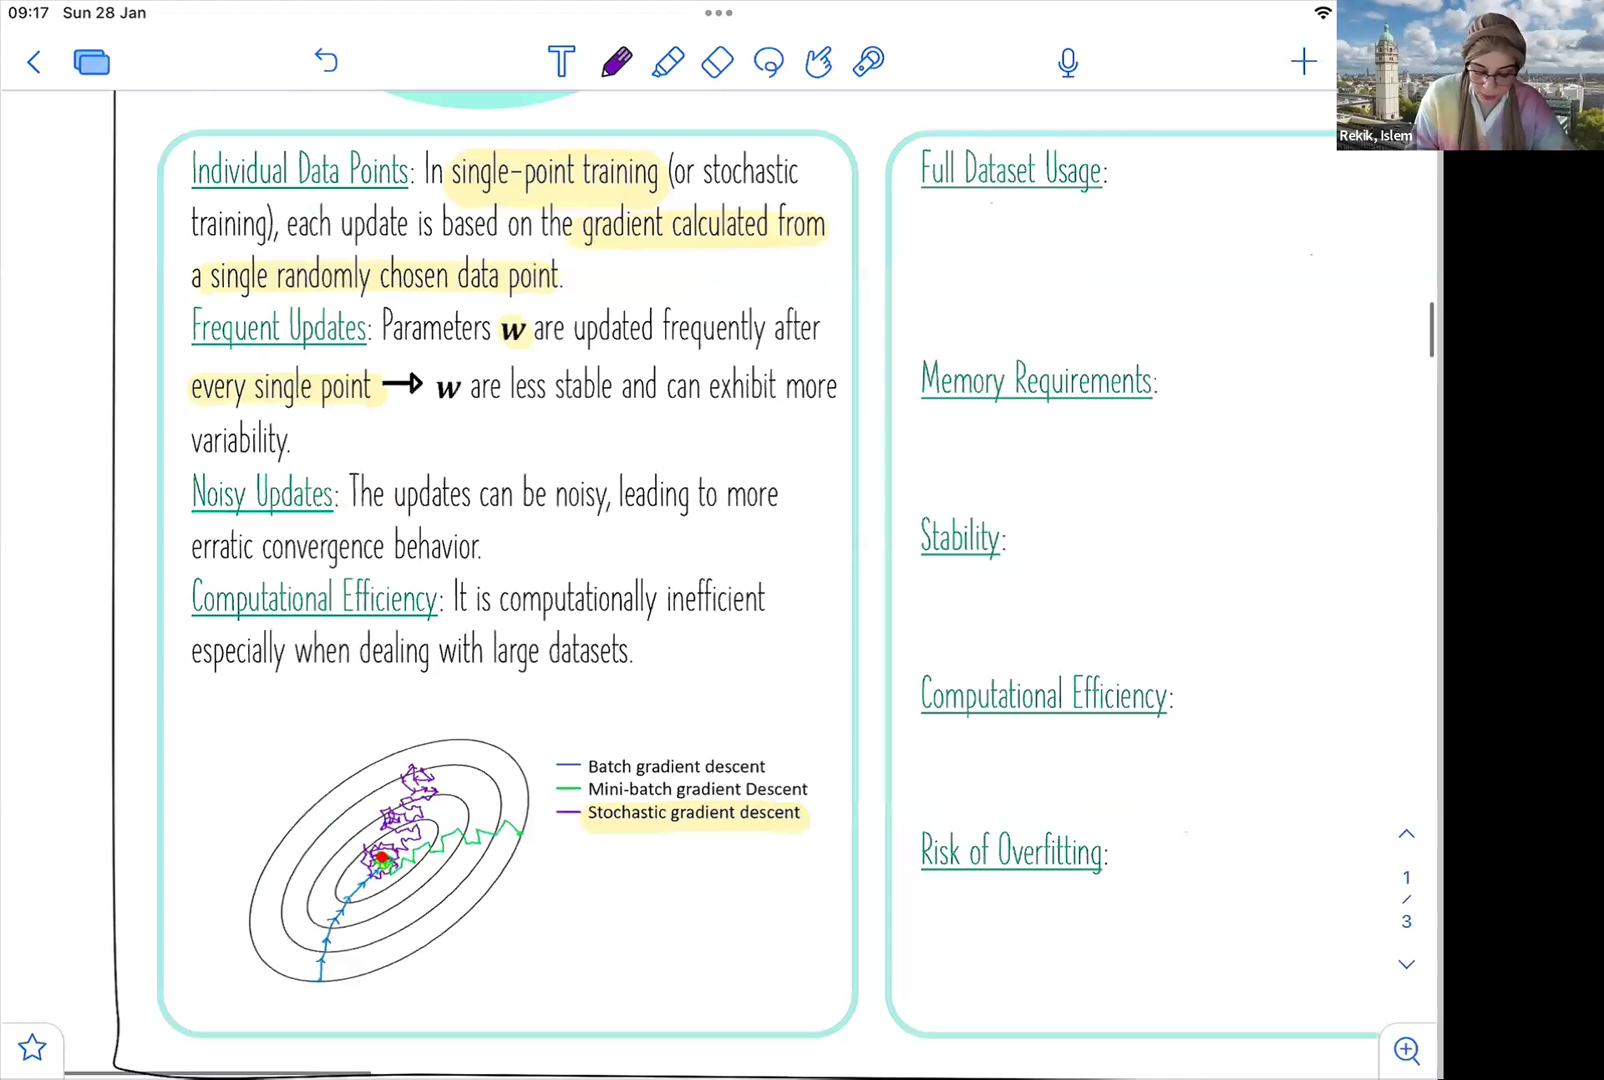 09:17 Sun 28 Jan
Rekik, Islem
Individual Data Points: In single-point training (or stochastic
training), each update is based on the gradient calculated from
a single randomly chosen data point.
Frequent Updates: Parameters w are updated frequently after
every single point → w are less stable and can exhibit more
variability.
Noisy Updates: The updates can be noisy, leading to more
erratic convergence behavior.
Computational Efficiency: It is computationally inefficient
especially when dealing with large datasets.
Batch gradient descent
Mini-batch gradient Descent
Stochastic gradient descent
Full Dataset Usage:
Memory Requirements:
Stability:
Computational Efficiency:
Risk of Overfitting:
1
/
3